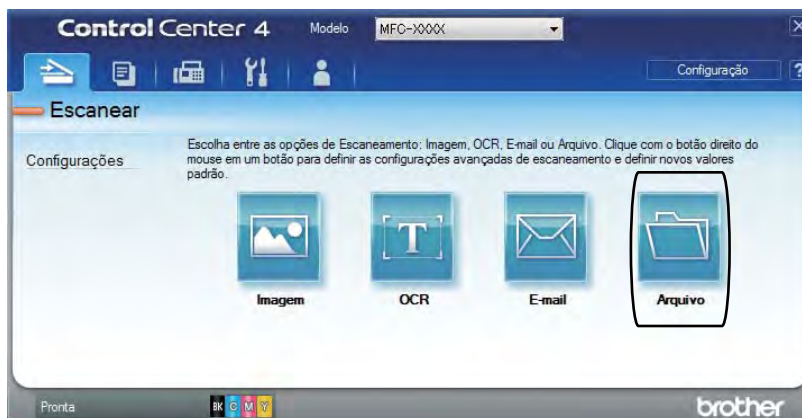 Control Center 4 Modelo MFC-XXXX
Configuração ?
Escanear
Configurações
Escolha entre as opções de Escaneamento: Imagem, OCR, E-mail ou Arquivo. Clique com o botão direito do
mouse em um botão para definir as configurações avançadas de escaneamento e definir novos valores
padrão.
T
Imagem OCR E-mail Arquivo
Pronta BK C M Y brother